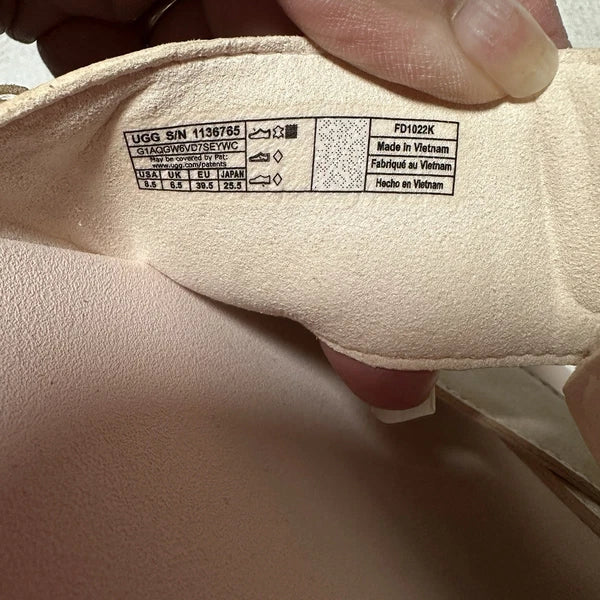 UGG S/N 1136765
G1AQGW6VD7SEYWC
May be covered by Pat:
www.ugg.com/patents
USA UK EU JAPAN
8.5 6.5 39.5 25.5
FD1022K
Made in Vietnam
Fabriqué au Vietnam
Hecho en Vietnam